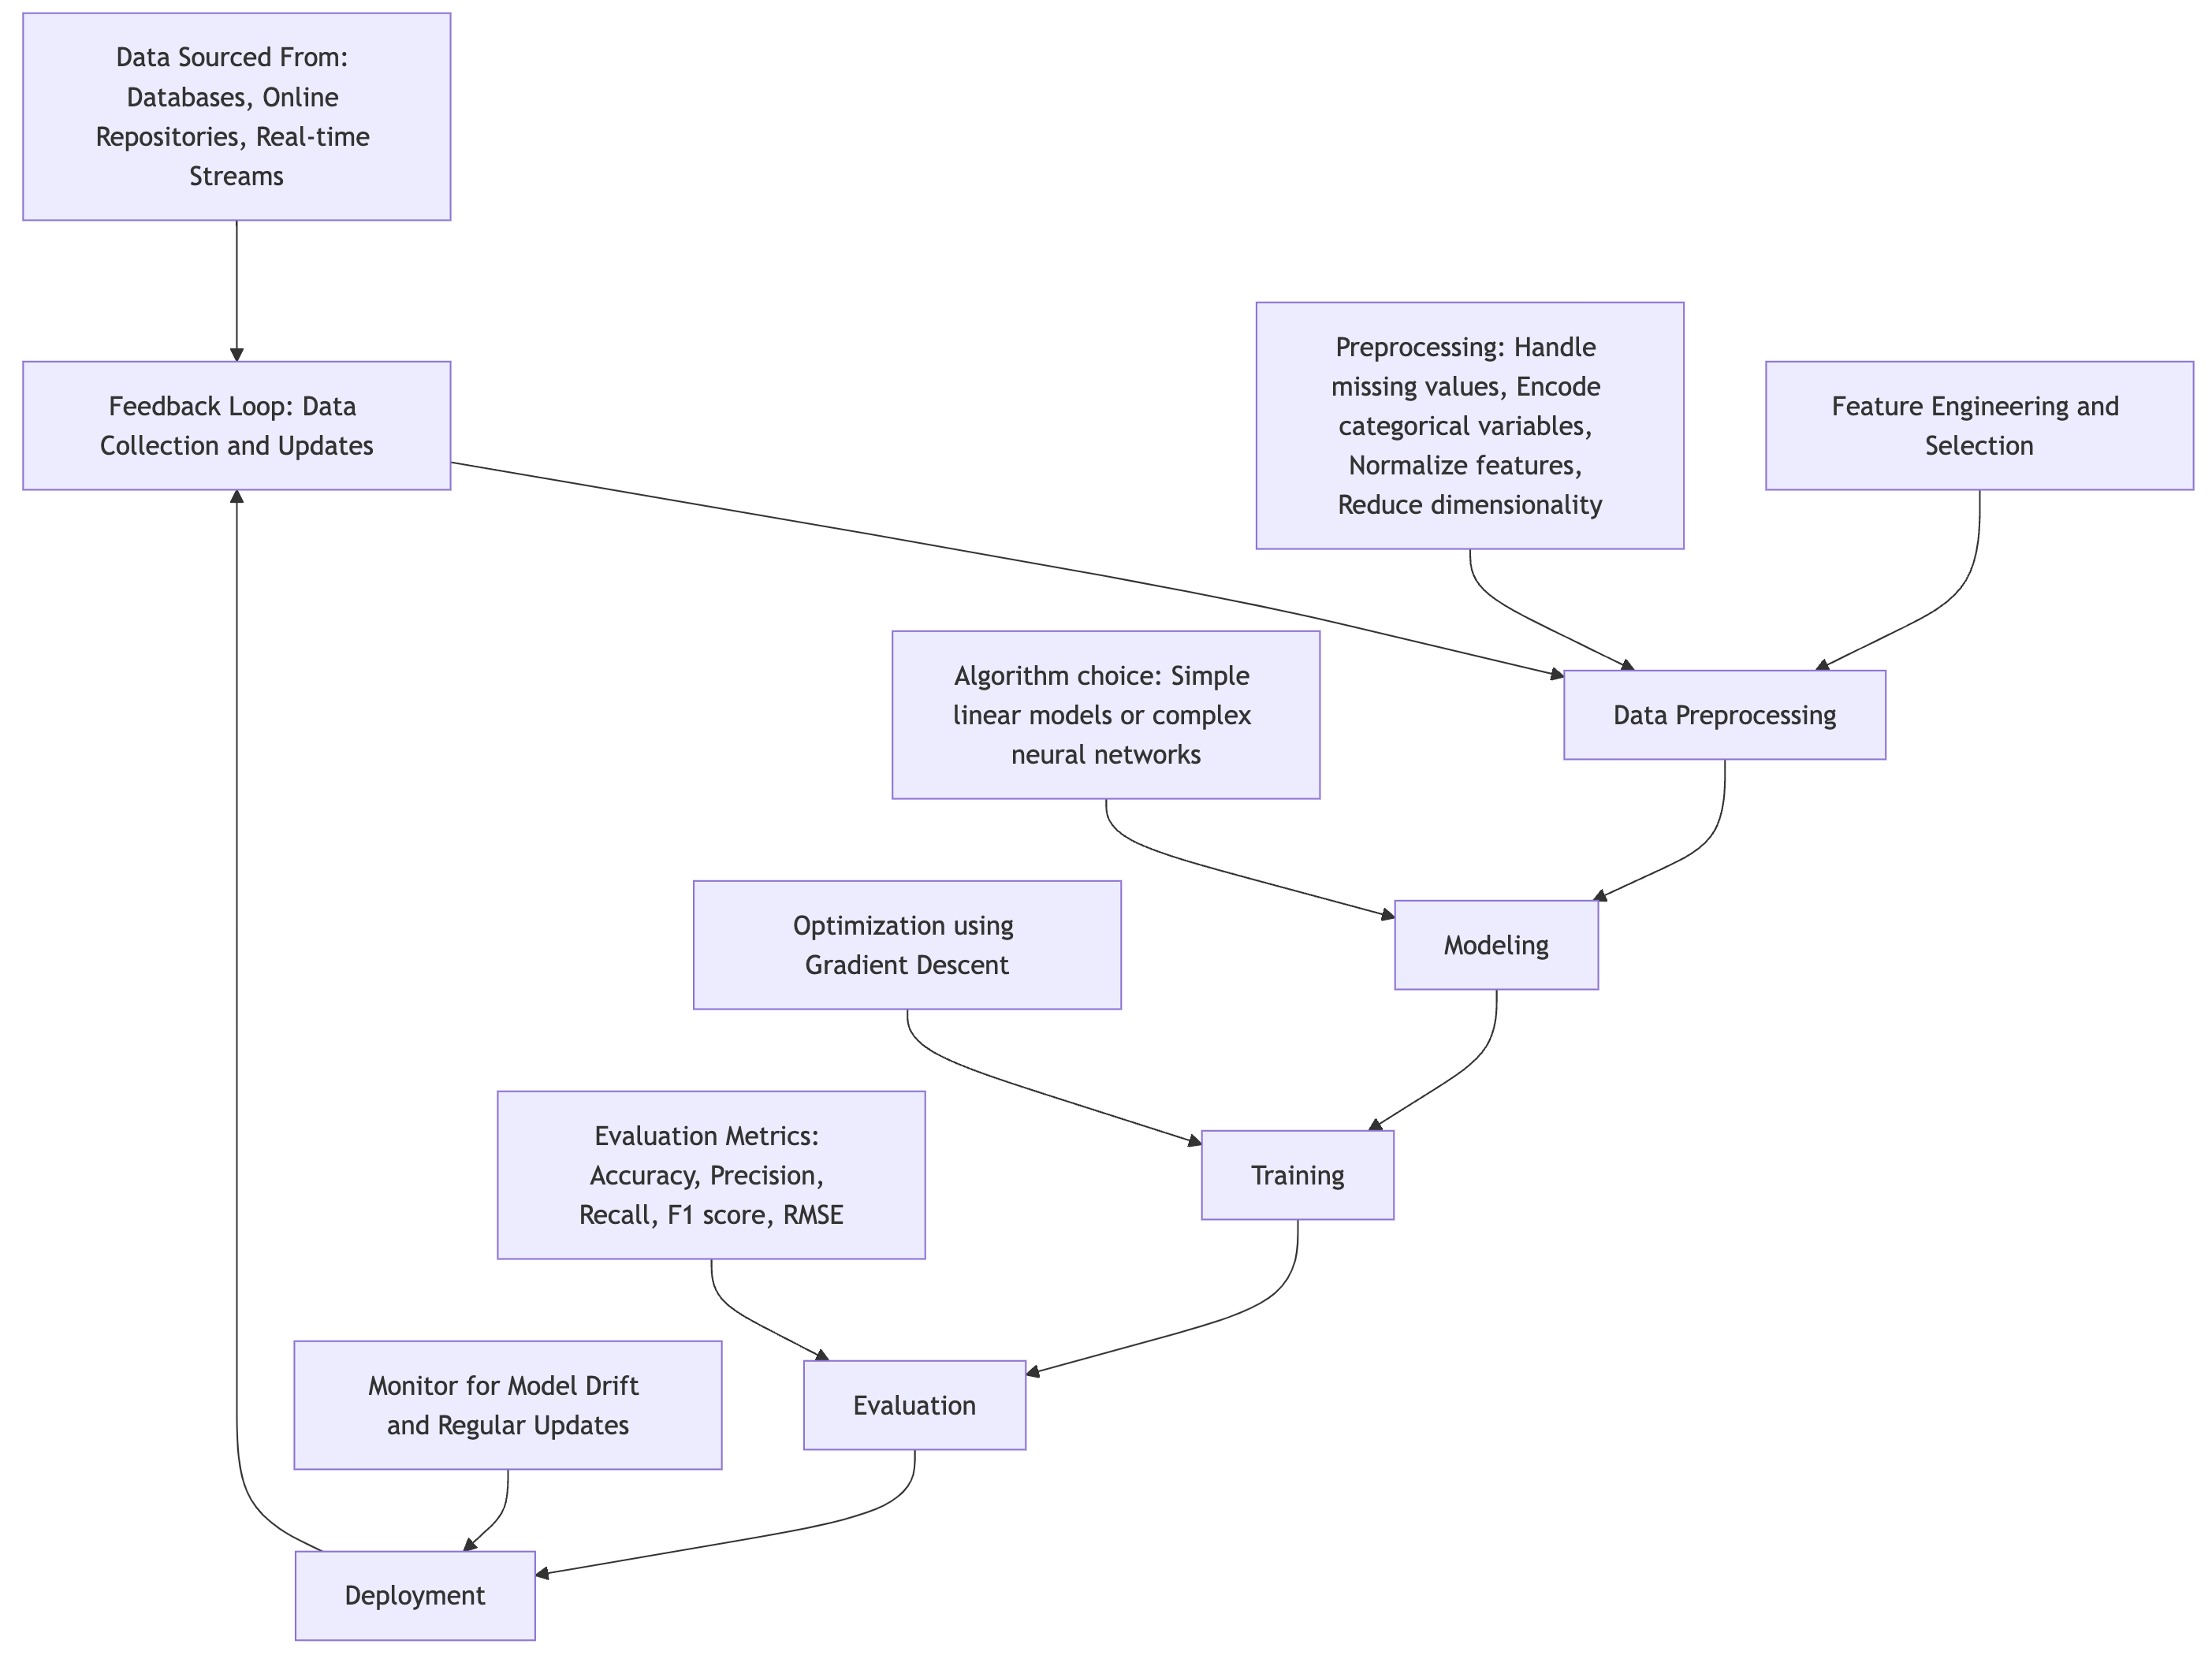 Data Sourced From:
Databases, Online
Repositories, Real-time
Streams
Feedback Loop: Data
Collection and Updates
Preprocessing: Handle
missing values, Encode
categorical variables,
Normalize features,
Reduce dimensionality
Feature Engineering and
Selection
Algorithm choice: Simple
linear models or complex
neural networks
Data Preprocessing
Optimization using
Gradient Descent
Modeling
Evaluation Metrics:
Accuracy, Precision,
Recall, F1 score, RMSE
Training
Monitor for Model Drift
and Regular Updates
Evaluation
Deployment